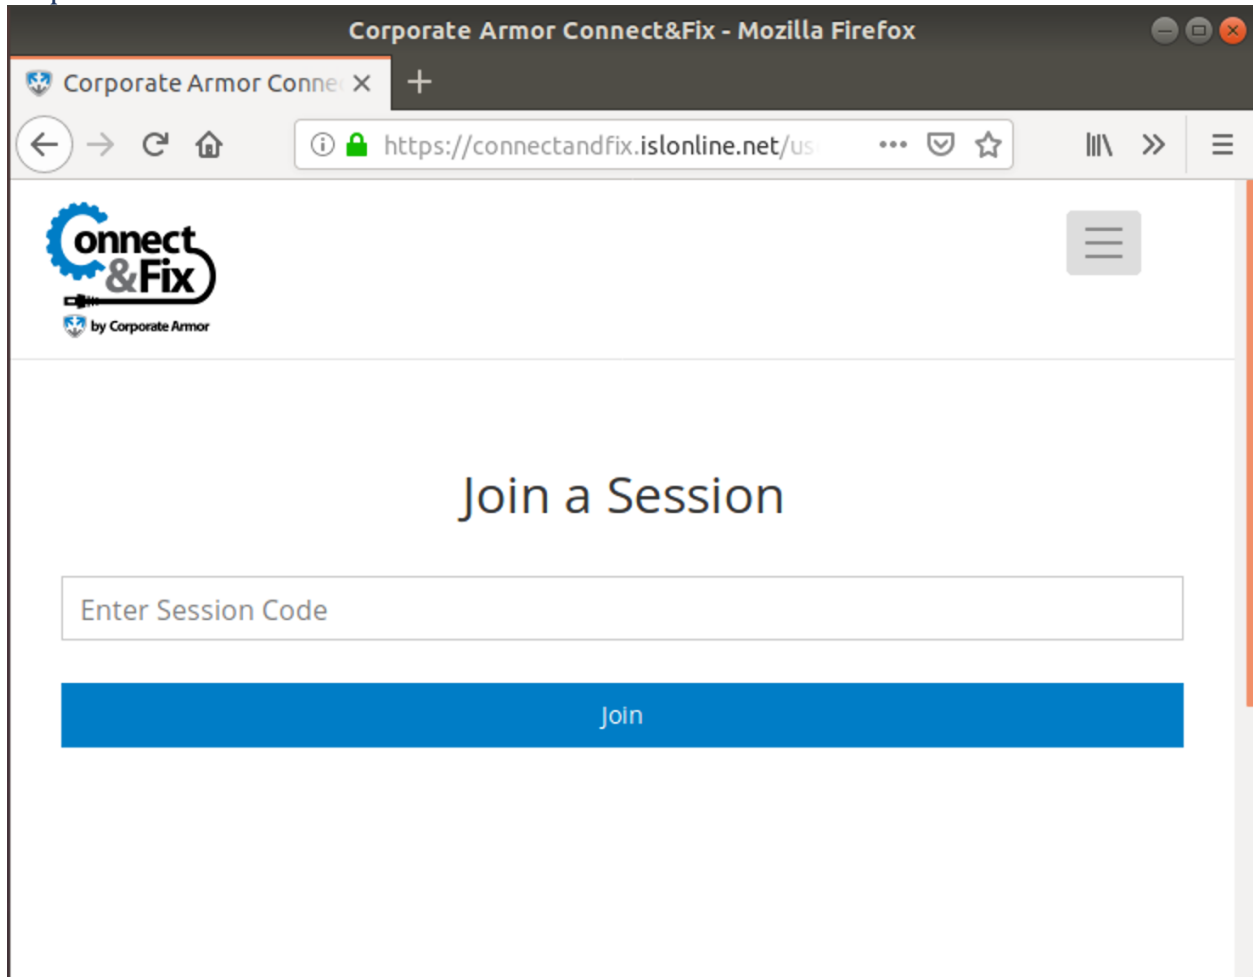 Corporate Armor Connect&Fix - Mozilla Firefox
Corporate Armor Conne
https://connectandfix.islonline.net/us
Connect
&Fix
by Corporate Armor
Join a Session
Enter Session Code
Join